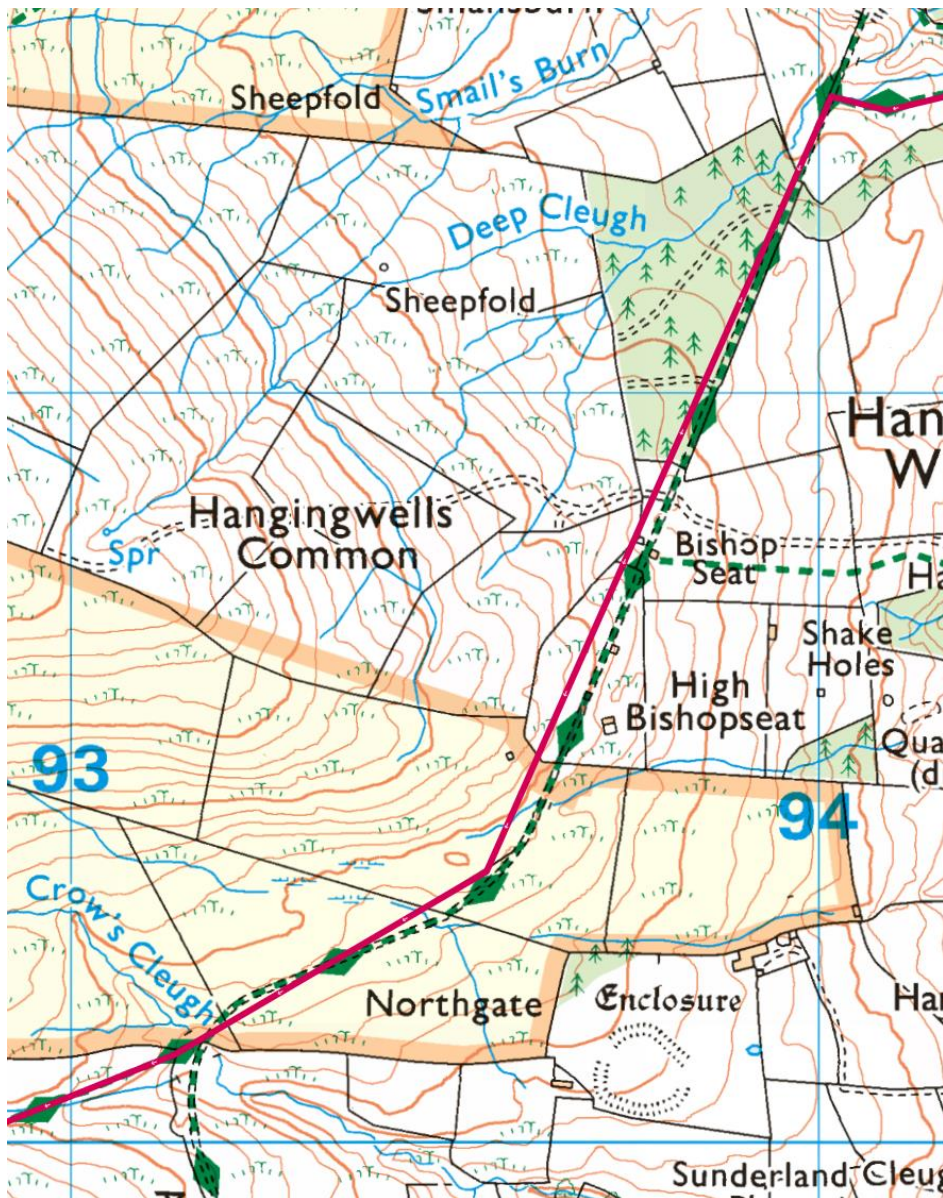 Sheepfold
Smail's Burn
Deep Cleugh
Sheepfold
Han
W
Hangingwells
Common
Spr
Bishop
Seat
Ha
Shake
Holes
High
Bishopseat
Qua
(d
93
94
Crow's Cleugh
Northgate
Enclosure
Har
Sunderland Cleug